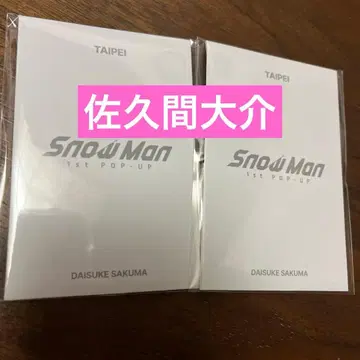 TAIPEI
TAIPEI
佐久間大介
Snow Man
1st POP-UP
Snow Man
1st POP-UP
DAISUKE SAKUMA
DAISUKE SAKUMA